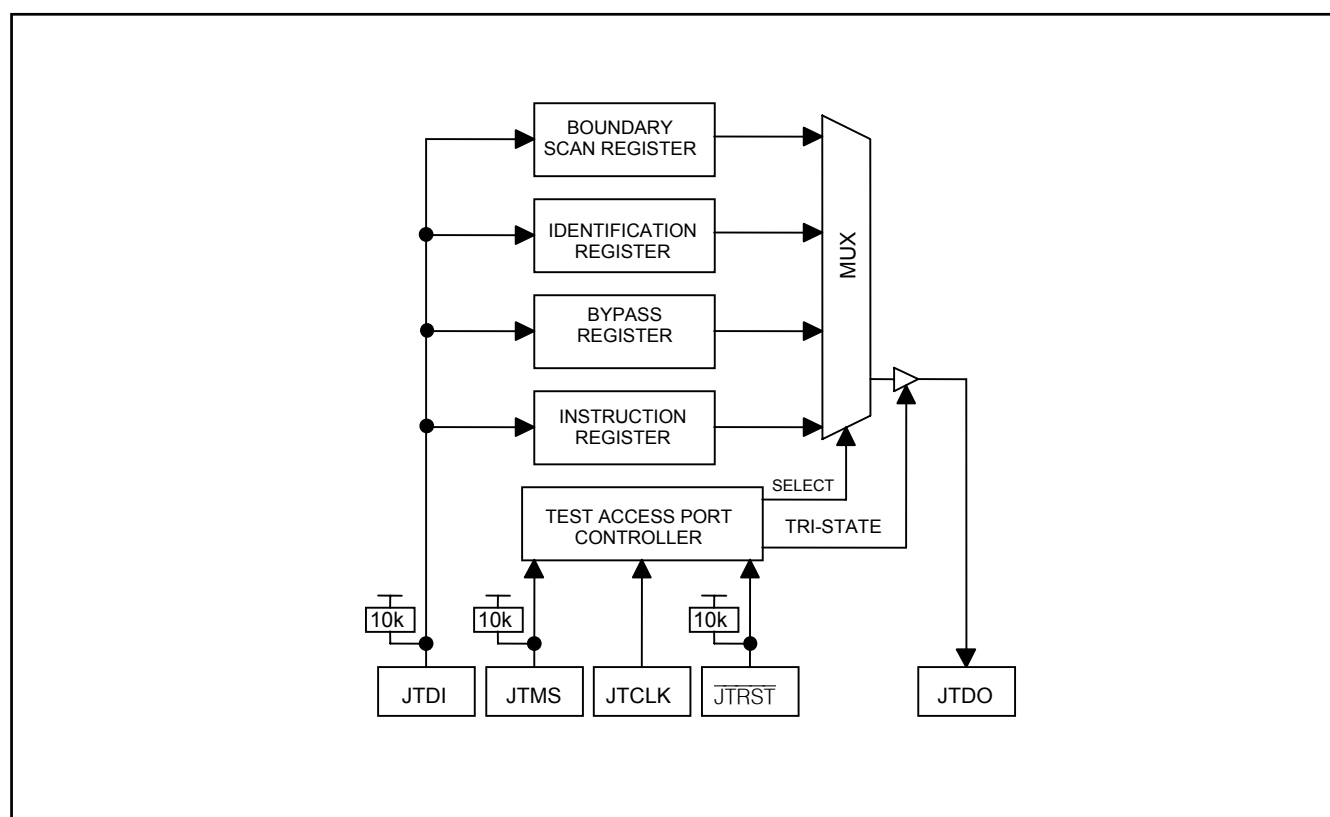 BOUNDARY
SCAN REGISTER
IDENTIFICATION
REGISTER
BYPASS
REGISTER
INSTRUCTION
REGISTER
MUX
SELECT
TEST ACCESS PORT
CONTROLLER
TRI-STATE
10k
10k
10k
JTDI
JTMS
JTCLK
JTRST
JTDO